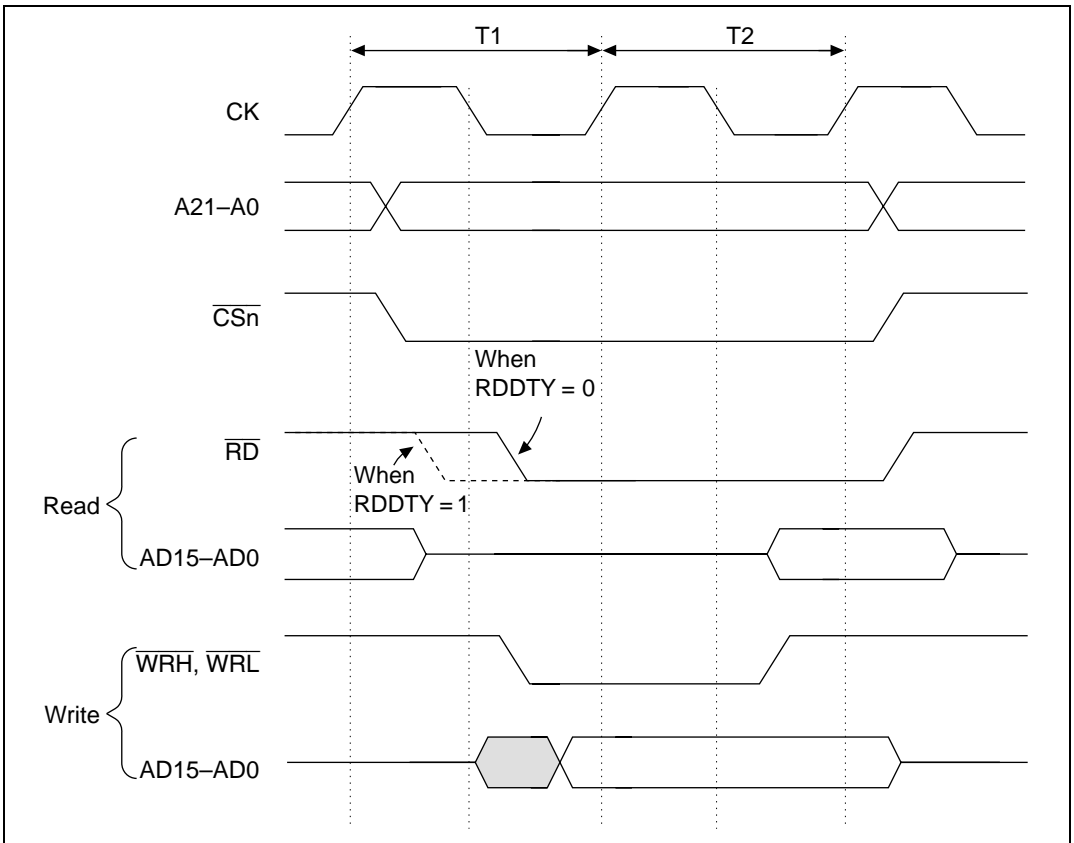 T1 T2
CK
A21–A0
CSn
When
RDDTY = 0
RD
When
RDDTY = 1
Read
AD15–AD0
WRH, WRL
Write
AD15–AD0